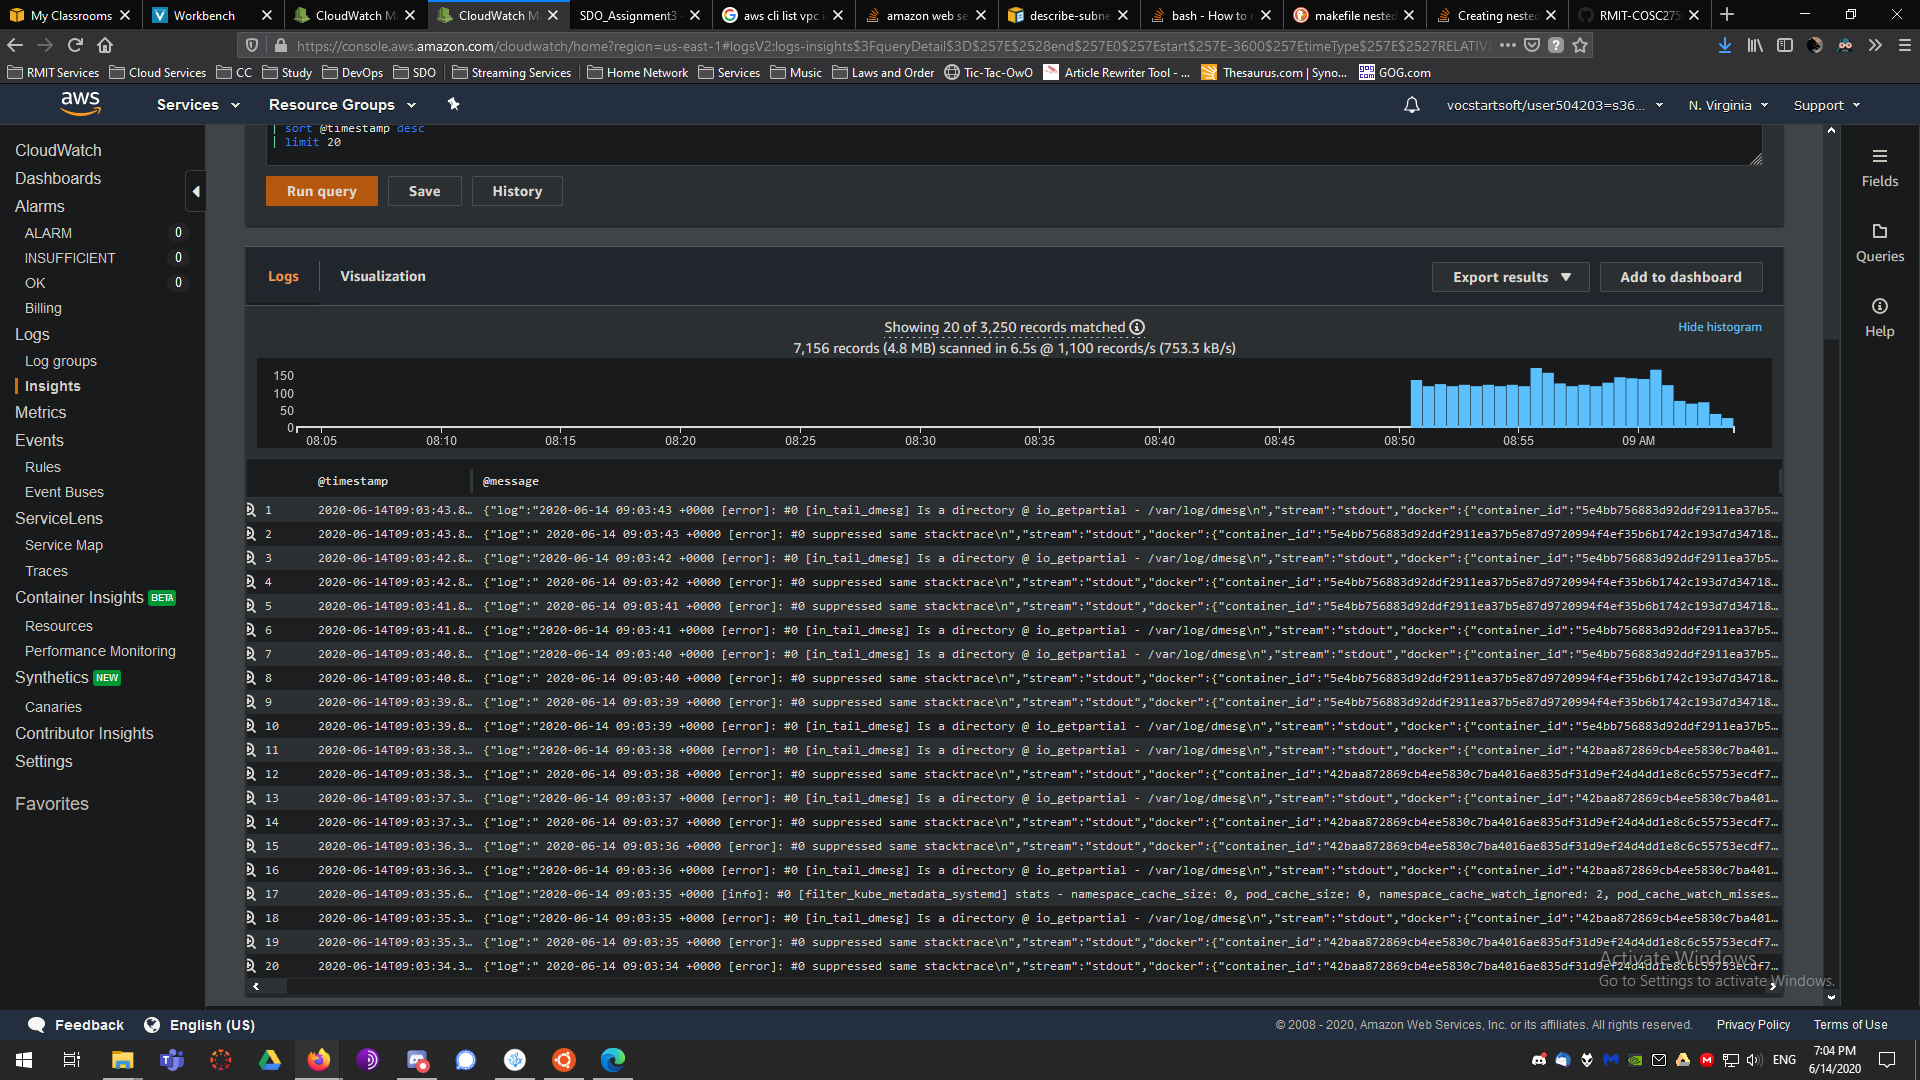 My Classrooms
Workbench
CloudWatch M
CloudWatch M
SDO_Assignment3
aws cli list vpc i
amazon web se
describe-subne
bash - How to
makefile nested
Creating neste
RMIT-COSC275
https://console.aws.amazon.com/cloudwatch/home?region=us-east-1#logsV2:logs-insights$3FqueryDetail$3D$257E$2528end$257E0$257Estart$257E-3600$257EtimeType$257E$2527RELATIVE
RMIT Services
Cloud Services
CC
Study
DevOps
SDO
Streaming Services
Home Network
Services
Music
Laws and Order
Tic-Tac-OwO
Article Rewriter Tool - ...
Thesaurus.com | Syno...
GOG.com
aws
Services
Resource Groups
vocstartsoft/user504203=s36...
N. Virginia
Support
CloudWatch
Dashboards
Alarms
ALARM 0
INSUFFICIENT 0
OK 0
Billing
Logs
Log groups
Insights
Metrics
Events
Rules
Event Buses
ServiceLens
Service Map
Traces
Container Insights BETA
Resources
Performance Monitoring
Synthetics NEW
Canaries
Contributor Insights
Settings
Favorites
| sort @timestamp desc
| limit 20
Run query
Save
History
Logs
Visualization
Export results
Add to dashboard
Showing 20 of 3,250 records matched
Hide histogram
7,156 records (4.8 MB) scanned in 6.5s @ 1,100 records/s (753.3 kB/s)
150
100
50
0
08:05 08:10 08:15 08:20 08:25 08:30 08:35 08:40 08:45 08:50 08:55 09 AM
@timestamp @message
1 2020-06-14T09:03:43.8... {"log":"2020-06-14 09:03:43 +0000 [error]: #0 [in_tail_dmesg] Is a directory @ io_getpartial - /var/log/dmesg\n","stream":"stdout","docker":{"container_id":"5e4bb756883d92ddf2911ea37b5...
2 2020-06-14T09:03:43.8... {"log":" 2020-06-14 09:03:43 +0000 [error]: #0 suppressed same stacktrace\n","stream":"stdout","docker":{"container_id":"5e4bb756883d92ddf2911ea37b5e87d9720994f4ef35b6b1742c193d7d34718...
3 2020-06-14T09:03:42.8... {"log":"2020-06-14 09:03:42 +0000 [error]: #0 [in_tail_dmesg] Is a directory @ io_getpartial - /var/log/dmesg\n","stream":"stdout","docker":{"container_id":"5e4bb756883d92ddf2911ea37b5...
4 2020-06-14T09:03:42.8... {"log":" 2020-06-14 09:03:42 +0000 [error]: #0 suppressed same stacktrace\n","stream":"stdout","docker":{"container_id":"5e4bb756883d92ddf2911ea37b5e87d9720994f4ef35b6b1742c193d7d34718...
5 2020-06-14T09:03:41.8... {"log":" 2020-06-14 09:03:41 +0000 [error]: #0 suppressed same stacktrace\n","stream":"stdout","docker":{"container_id":"5e4bb756883d92ddf2911ea37b5e87d9720994f4ef35b6b1742c193d7d34718...
6 2020-06-14T09:03:41.8... {"log":"2020-06-14 09:03:41 +0000 [error]: #0 [in_tail_dmesg] Is a directory @ io_getpartial - /var/log/dmesg\n","stream":"stdout","docker":{"container_id":"5e4bb756883d92ddf2911ea37b5...
7 2020-06-14T09:03:40.8... {"log":"2020-06-14 09:03:40 +0000 [error]: #0 [in_tail_dmesg] Is a directory @ io_getpartial - /var/log/dmesg\n","stream":"stdout","docker":{"container_id":"5e4bb756883d92ddf2911ea37b5...
8 2020-06-14T09:03:40.8... {"log":" 2020-06-14 09:03:40 +0000 [error]: #0 suppressed same stacktrace\n","stream":"stdout","docker":{"container_id":"5e4bb756883d92ddf2911ea37b5e87d9720994f4ef35b6b1742c193d7d34718...
9 2020-06-14T09:03:39.8... {"log":" 2020-06-14 09:03:39 +0000 [error]: #0 suppressed same stacktrace\n","stream":"stdout","docker":{"container_id":"5e4bb756883d92ddf2911ea37b5e87d9720994f4ef35b6b1742c193d7d34718...
10 2020-06-14T09:03:39.8... {"log":"2020-06-14 09:03:39 +0000 [error]: #0 [in_tail_dmesg] Is a directory @ io_getpartial - /var/log/dmesg\n","stream":"stdout","docker":{"container_id":"5e4bb756883d92ddf2911ea37b5...
11 2020-06-14T09:03:38.3... {"log":"2020-06-14 09:03:38 +0000 [error]: #0 [in_tail_dmesg] Is a directory @ io_getpartial - /var/log/dmesg\n","stream":"stdout","docker":{"container_id":"42baa872869cb4ee5830c7ba401...
12 2020-06-14T09:03:38.3... {"log":" 2020-06-14 09:03:38 +0000 [error]: #0 suppressed same stacktrace\n","stream":"stdout","docker":{"container_id":"42baa872869cb4ee5830c7ba4016ae835df31d9ef24d4dd1e8c6c55753ecdf7...
13 2020-06-14T09:03:37.3... {"log":"2020-06-14 09:03:37 +0000 [error]: #0 [in_tail_dmesg] Is a directory @ io_getpartial - /var/log/dmesg\n","stream":"stdout","docker":{"container_id":"42baa872869cb4ee5830c7ba401...
14 2020-06-14T09:03:37.3... {"log":" 2020-06-14 09:03:37 +0000 [error]: #0 suppressed same stacktrace\n","stream":"stdout","docker":{"container_id":"42baa872869cb4ee5830c7ba4016ae835df31d9ef24d4dd1e8c6c55753ecdf7...
15 2020-06-14T09:03:36.3... {"log":" 2020-06-14 09:03:36 +0000 [error]: #0 suppressed same stacktrace\n","stream":"stdout","docker":{"container_id":"42baa872869cb4ee5830c7ba4016ae835df31d9ef24d4dd1e8c6c55753ecdf7...
16 2020-06-14T09:03:36.3... {"log":"2020-06-14 09:03:36 +0000 [error]: #0 [in_tail_dmesg] Is a directory @ io_getpartial - /var/log/dmesg\n","stream":"stdout","docker":{"container_id":"42baa872869cb4ee5830c7ba401...
17 2020-06-14T09:03:35.6... {"log":"2020-06-14 09:03:35 +0000 [info]: #0 [filter_kube_metadata_systemd] stats - namespace_cache_size: 0, pod_cache_size: 0, namespace_cache_watch_ignored: 2, pod_cache_watch_misses...
18 2020-06-14T09:03:35.3... {"log":"2020-06-14 09:03:35 +0000 [error]: #0 [in_tail_dmesg] Is a directory @ io_getpartial - /var/log/dmesg\n","stream":"stdout","docker":{"container_id":"42baa872869cb4ee5830c7ba401...
19 2020-06-14T09:03:35.3... {"log":" 2020-06-14 09:03:35 +0000 [error]: #0 suppressed same stacktrace\n","stream":"stdout","docker":{"container_id":"42baa872869cb4ee5830c7ba4016ae835df31d9ef24d4dd1e8c6c55753ecdf7...
20 2020-06-14T09:03:34.3... {"log":" 2020-06-14 09:03:34 +0000 [error]: #0 suppressed same stacktrace\n","stream":"stdout","docker":{"container_id":"42baa872869cb4ee5830c7ba4016ae835df31d9ef24d4dd1e8c6c55753ecdf7...
Fields
Queries
Help
Activate Windows
Go to Settings to activate Windows.
Feedback
English (US)
© 2008 - 2020, Amazon Web Services, Inc. or its affiliates. All rights reserved.
Privacy Policy
Terms of Use
ENG
7:04 PM
6/14/2020